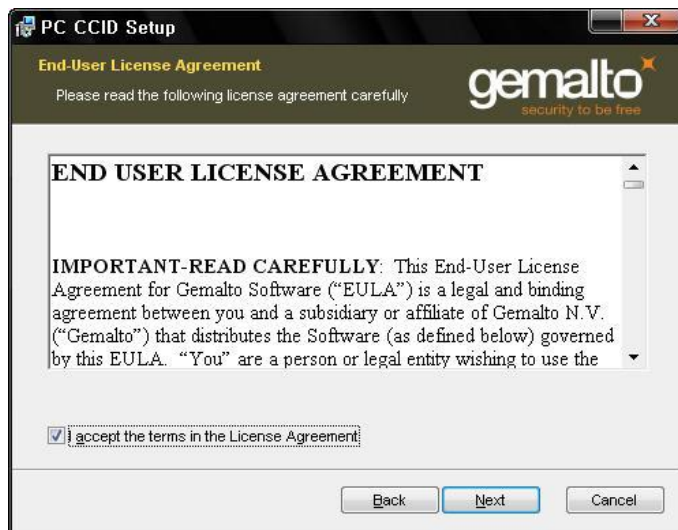 PC CCID Setup
End-User License Agreement
Please read the following license agreement carefully
gemalto
security to be free
END USER LICENSE AGREEMENT
IMPORTANT-READ CAREFULLY: This End-User License
Agreement for Gemalto Software (“EULA”) is a legal and binding
agreement between you and a subsidiary or affiliate of Gemalto N.V.
(“Gemalto”) that distributes the Software (as defined below) governed
by this EULA. “You” are a person or legal entity wishing to use the
I accept the terms in the License Agreement
Back
Next
Cancel